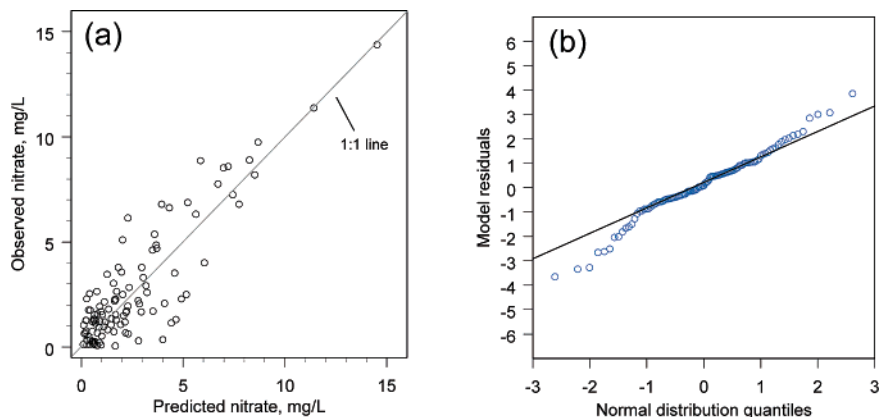 (a)
Observed nitrate, mg/L
15
10
5
0
1:1 line
0 5 10 15
Predicted nitrate, mg/L
(b)
Model residuals
6
5
4
3
2
1
0
-1
-2
-3
-4
-5
-6
-3 -2 -1 0 1 2 3
Normal distribution quantiles